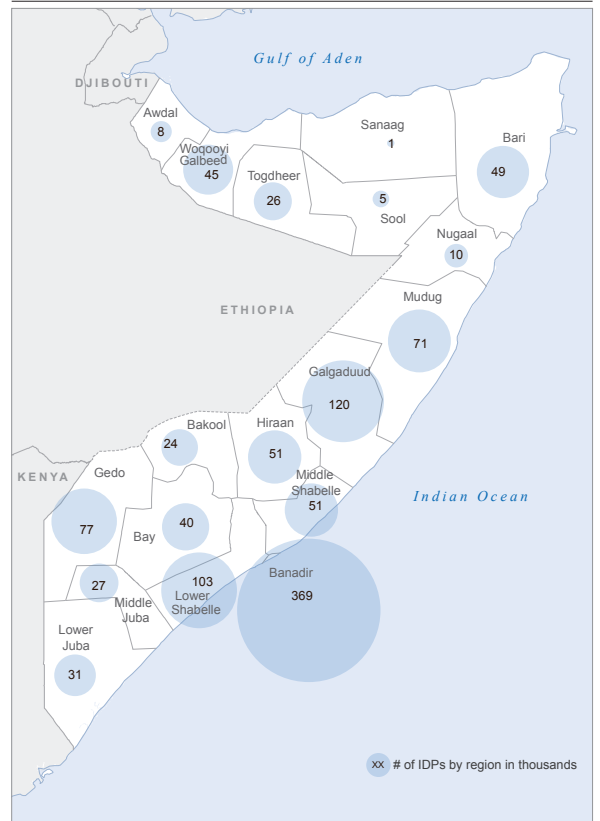 Gulf of Aden
DJIBOUTI
Awdal
8
Sanaag
1
Bari
49
Woqooyi
Galbeed
45
Togdheer
26
5
Sool
Nugaal
10
ETHIOPIA
Mudug
71
Galgaduud
120
Bakool
24
Hiraan
51
KENYA
Gedo
77
Middle
Shabelle
51
Indian Ocean
Bay
40
27
Middle
Juba
103
Lower
Shabelle
Banadir
369
Lower
Juba
31
xx # of IDPs by region in thousands